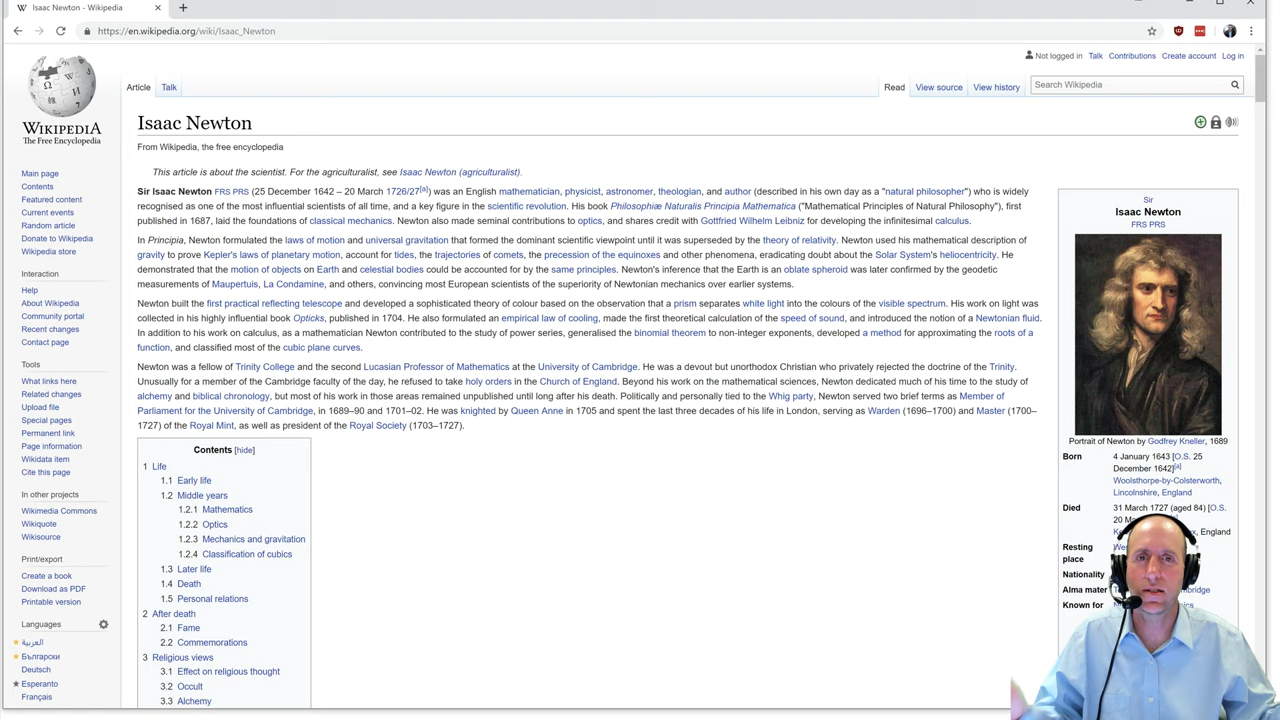 Isaac Newton - Wikipedia
https://en.wikipedia.org/wiki/Isaac_Newton
Not logged in Talk Contributions Create account Log in
Article Talk
Read View source View history Search Wikipedia
WIKIPEDIA
The Free Encyclopedia
Main page
Contents
Featured content
Current events
Random article
Donate to Wikipedia
Wikipedia store
Interaction
Help
About Wikipedia
Community portal
Recent changes
Contact page
Tools
What links here
Related changes
Upload file
Special pages
Permanent link
Page information
Wikidata item
Cite this page
In other projects
Wikimedia Commons
Wikiquote
Wikisource
Print/export
Create a book
Download as PDF
Printable version
Languages
العربية
Български
Deutsch
Esperanto
Français
Isaac Newton
From Wikipedia, the free encyclopedia
This article is about the scientist. For the agriculturalist, see Isaac Newton (agriculturalist).
Sir Isaac Newton FRS PRS (25 December 1642 – 20 March 1726/27[a]) was an English mathematician, physicist, astronomer, theologian, and author (described in his own day as a "natural philosopher") who is widely
recognised as one of the most influential scientists of all time, and a key figure in the scientific revolution. His book Philosophiæ Naturalis Principia Mathematica ("Mathematical Principles of Natural Philosophy"), first
published in 1687, laid the foundations of classical mechanics. Newton also made seminal contributions to optics, and shares credit with Gottfried Wilhelm Leibniz for developing the infinitesimal calculus.
In Principia, Newton formulated the laws of motion and universal gravitation that formed the dominant scientific viewpoint until it was superseded by the theory of relativity. Newton used his mathematical description of
gravity to prove Kepler's laws of planetary motion, account for tides, the trajectories of comets, the precession of the equinoxes and other phenomena, eradicating doubt about the Solar System's heliocentricity. He
demonstrated that the motion of objects on Earth and celestial bodies could be accounted for by the same principles. Newton's inference that the Earth is an oblate spheroid was later confirmed by the geodetic
measurements of Maupertuis, La Condamine, and others, convincing most European scientists of the superiority of Newtonian mechanics over earlier systems.
Newton built the first practical reflecting telescope and developed a sophisticated theory of colour based on the observation that a prism separates white light into the colours of the visible spectrum. His work on light was
collected in his highly influential book Opticks, published in 1704. He also formulated an empirical law of cooling, made the first theoretical calculation of the speed of sound, and introduced the notion of a Newtonian fluid.
In addition to his work on calculus, as a mathematician Newton contributed to the study of power series, generalised the binomial theorem to non-integer exponents, developed a method for approximating the roots of a
function, and classified most of the cubic plane curves.
Newton was a fellow of Trinity College and the second Lucasian Professor of Mathematics at the University of Cambridge. He was a devout but unorthodox Christian who privately rejected the doctrine of the Trinity.
Unusually for a member of the Cambridge faculty of the day, he refused to take holy orders in the Church of England. Beyond his work on the mathematical sciences, Newton dedicated much of his time to the study of
alchemy and biblical chronology, but most of his work in those areas remained unpublished until long after his death. Politically and personally tied to the Whig party, Newton served two brief terms as Member of
Parliament for the University of Cambridge, in 1689–90 and 1701–02. He was knighted by Queen Anne in 1705 and spent the last three decades of his life in London, serving as Warden (1696–1700) and Master (1700–
1727) of the Royal Mint, as well as president of the Royal Society (1703–1727).
Contents [hide]
1 Life
1.1 Early life
1.2 Middle years
1.2.1 Mathematics
1.2.2 Optics
1.2.3 Mechanics and gravitation
1.2.4 Classification of cubics
1.3 Later life
1.4 Death
1.5 Personal relations
2 After death
2.1 Fame
2.2 Commemorations
3 Religious views
3.1 Effect on religious thought
3.2 Occult
3.3 Alchemy
Sir
Isaac Newton
FRS PRS
Portrait of Newton by Godfrey Kneller, 1689
Born 4 January 1643 [O.S. 25
December 1642][a]
Woolsthorpe-by-Colsterworth,
Lincolnshire, England
Died 31 March 1727 (aged 84) [O.S.
20
England
Resting
place
Nationality
Alma mater
Known for